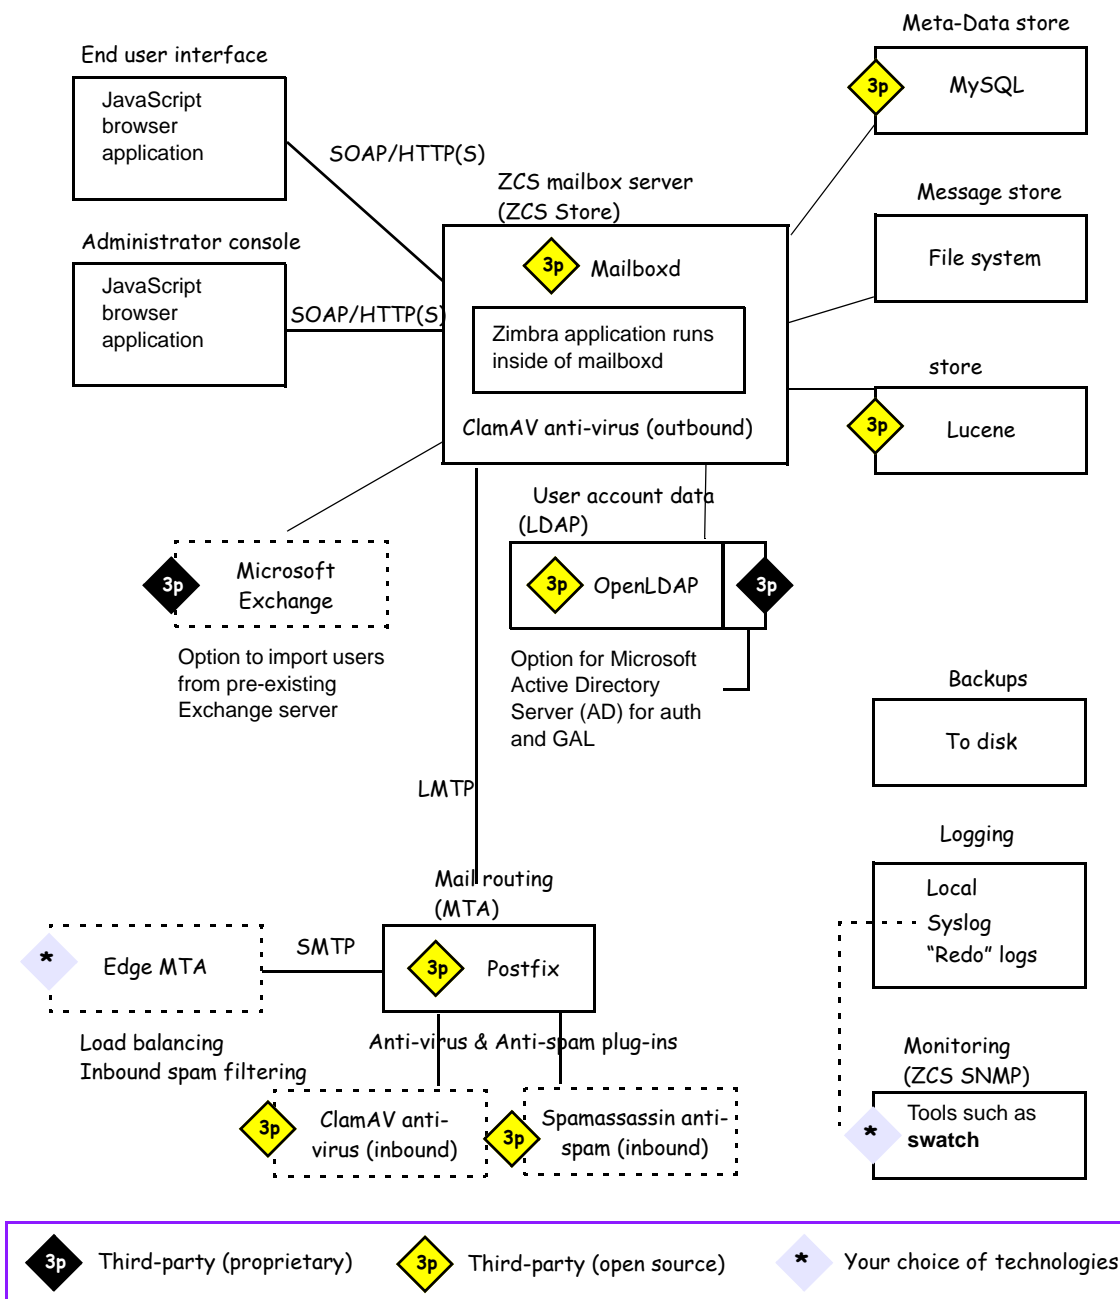 Meta-Data store
3p
MySQL
End user interface
JavaScript
browser
application
SOAP/HTTP(S)
ZCS mailbox server
(ZCS Store)
Message store
File system
Administrator console
JavaScript
browser
application
SOAP/HTTP(S)
3p
Mailboxd
Zimbra application runs
inside of mailboxd
ClamAV anti-virus (outbound)
store
3p
Lucene
User account data
(LDAP)
3p
OpenLDAP
3p
Option for Microsoft
Active Directory
Server (AD) for auth
and GAL
3p
Microsoft
Exchange
Option to import users
from pre-existing
Exchange server
Backups
To disk
LMTP
Logging
Local
Syslog
“Redo” logs
Mail routing
(MTA)
3p
Postfix
SMTP
*
Edge MTA
Load balancing
Inbound spam filtering
Anti-virus & Anti-spam plug-ins
3p
ClamAV anti-
virus (inbound)
3p
Spamassassin anti-
spam (inbound)
Monitoring
(ZCS SNMP)
*
Tools such as
swatch
3p
Third-party (proprietary)
3p
Third-party (open source)
*
Your choice of technologies